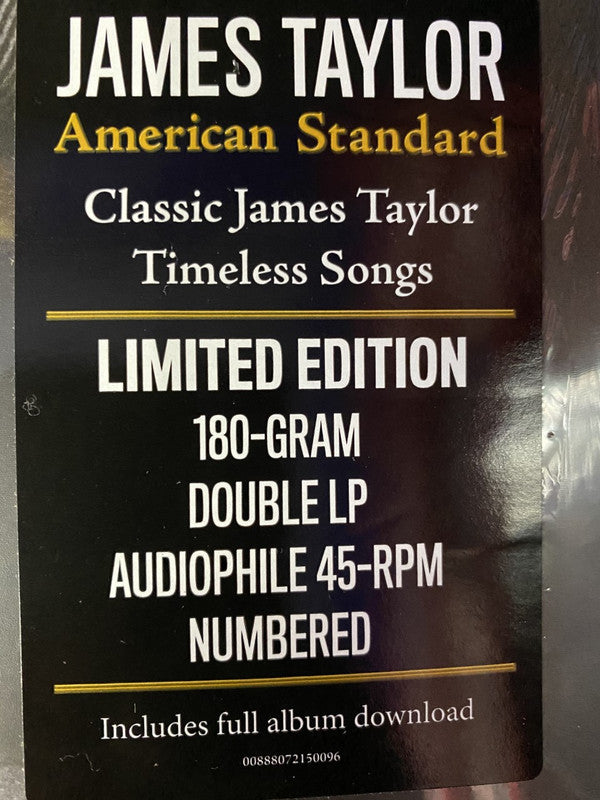 JAMES TAYLOR
American Standard
Classic James Taylor
Timeless Songs
LIMITED EDITION
180-GRAM
DOUBLE LP
AUDIOPHILE 45-RPM
NUMBERED
Includes full album download
00888072150096